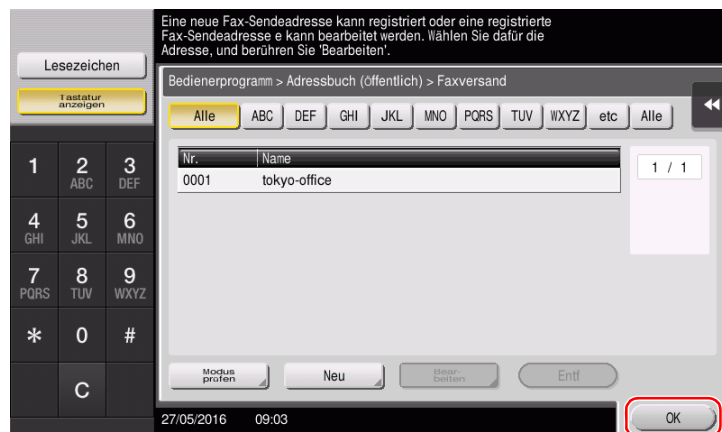 Eine neue Fax-Sendeadresse kann registriert oder eine registrierte
Fax-Sendeadresse e kann bearbeitet werden. Wählen Sie dafür die
Adresse, und berühren Sie 'Bearbeiten'.
Lesezeichen
Tastatur
anzeigen
Bedienerprogramm > Adressbuch (öffentlich) > Faxversand
Alle ABC DEF GHI JKL MNO PQRS TUV WXYZ etc Alle
Nr. Name
0001 tokyo-office
1 / 1
1 2 ABC 3 DEF
4 GHI 5 JKL 6 MNO
7 PQRS 8 TUV 9 WXYZ
* 0 #
C
Modus
prüfen
Neu
Bear-
beiten
Entf
27/05/2016 09:03
OK